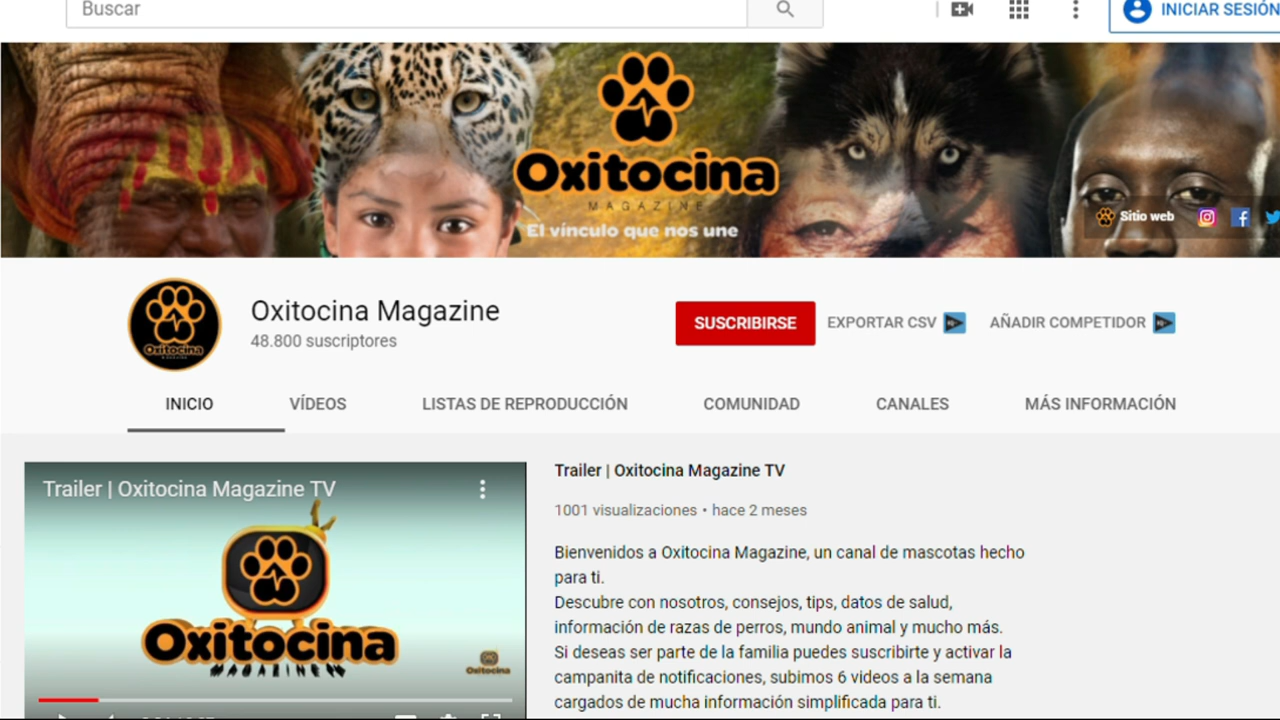 Buscar
INICIAR SESIÓN
Oxitocina
MAGAZINE
El vínculo que nos une
Sitio web
Oxitocina
Oxitocina Magazine
48.800 suscriptores
SUSCRIBIRSE
EXPORTAR CSV
AÑADIR COMPETIDOR
INICIO
VÍDEOS
LISTAS DE REPRODUCCIÓN
COMUNIDAD
CANALES
MÁS INFORMACIÓN
Trailer | Oxitocina Magazine TV
Oxitocina
MAGAZINE
Oxitocina
Trailer | Oxitocina Magazine TV
1001 visualizaciones • hace 2 meses
Bienvenidos a Oxitocina Magazine, un canal de mascotas hecho
para ti.
Descubre con nosotros, consejos, tips, datos de salud,
información de razas de perros, mundo animal y mucho más.
Si deseas ser parte de la familia puedes suscribirte y activar la
campanita de notificaciones, subimos 6 videos a la semana
cargados de mucha información simplificada para ti.